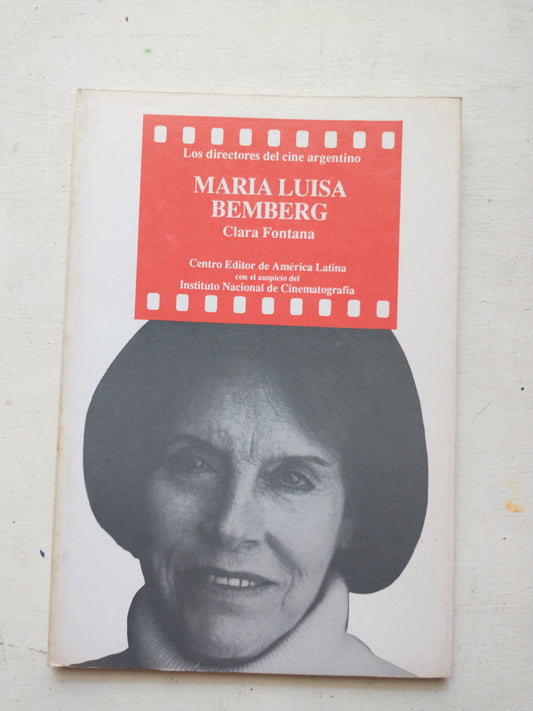 Los directores del cine argentino
MARIA LUISA
BEMBERG
Clara Fontana
Centro Editor de América Latina
con el auspicio del
Instituto Nacional de Cinematografía